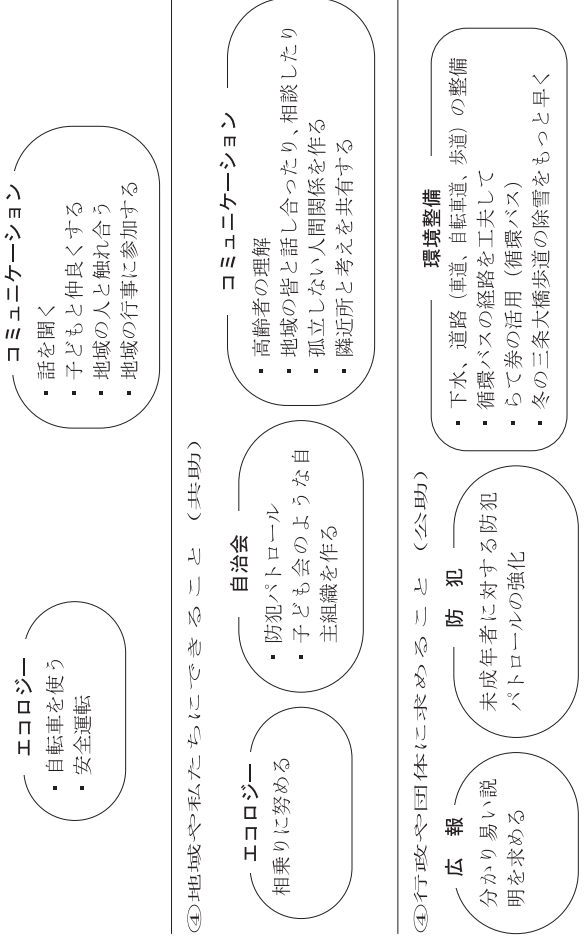 エコロジー
・自転車を使う
・安全運転
コミュニケーション
・話を聞く
・子どもと仲良くする
・地域の人と触れ合う
・地域の行事に参加する
④地域や私たちにできること（共助）
エコロジー
相乗りに努める
自治会
・防犯パトロール
・子ども会のような自
主組織を作る
コミュニケーション
・高齢者の理解
・地域の皆と話し合ったり、相談したり
・孤立しない人間関係を作る
・隣近所と考えを共有する
④行政や団体に求めること（公助）
広　報
分かり易い説
明を求める
防　犯
未成年者に対する防犯
パトロールの強化
環境整備
・下水、道路（車道、自転車道、歩道）の整備
・循環バスの経路を工夫して
・らて券の活用（循環バス）
・冬の三条大橋歩道の除雪をもっと早く